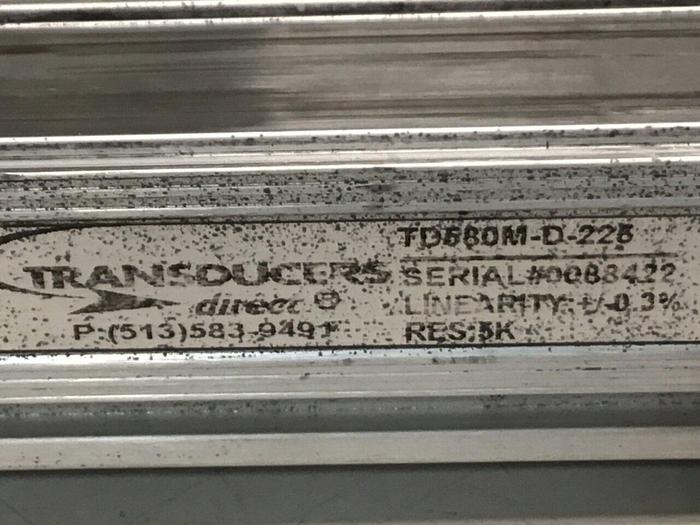 TRANSDUCERS
direct ®
P:(513)583-9491
TD560M-D-225
SERIAL#0088422
LINEARITY:+/-0.3%
RES:5K